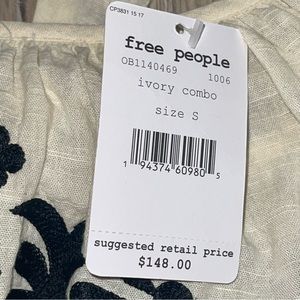 CP3831 15 17
free people
OB1140469 1006
ivory combo
size S
1 94374 60980 5
suggested retail price
$148.00